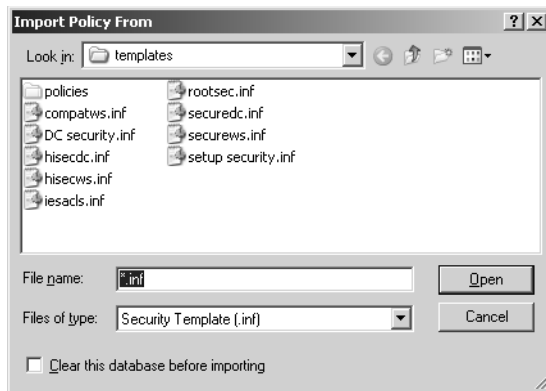 Import Policy From
Look in: templates
policies
compatws.inf
DC security.inf
hisecdc.inf
hisecws.inf
iesacls.inf
rootsec.inf
securedc.inf
securews.inf
setup security.inf
File name: *.inf
Open
Files of type: Security Template (.inf)
Cancel
Clear this database before importing